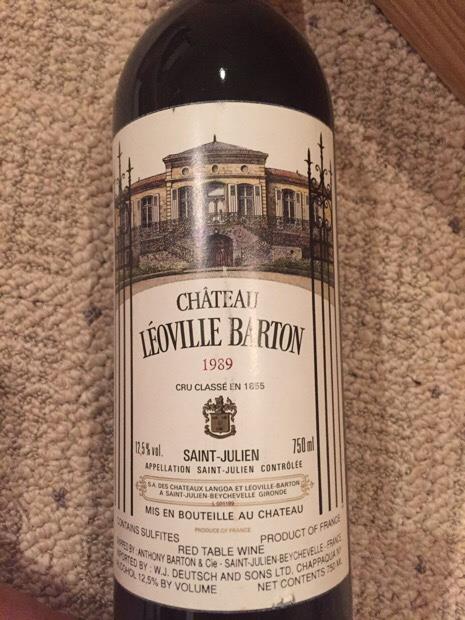 CHÂTEAU
LÉOVILLE BARTON
1989
CRU CLASSÉ EN 1855
12,5% vol. SAINT-JULIEN 750 ml
APPELLATION SAINT-JULIEN CONTRÔLÉE
S.A. DES CHATEAUX LANGOA ET LÉOVILLE-BARTON
A SAINT-JULIEN-BEYCHEVELLE GIRONDE
MIS EN BOUTEILLE AU CHATEAU
PRODUCE OF FRANCE
CONTAINS SULFITES PRODUCT OF FRANCE
RED TABLE WINE
BY : ANTHONY BARTON & Cie - SAINT-JULIEN-BEYCHEVELLE - FRANCE
IMPORTED BY : W.J. DEUTSCH AND SONS LTD. CHAPPAQUA NY
ALCOHOL 12,5% BY VOLUME NET CONTENTS 750 ML